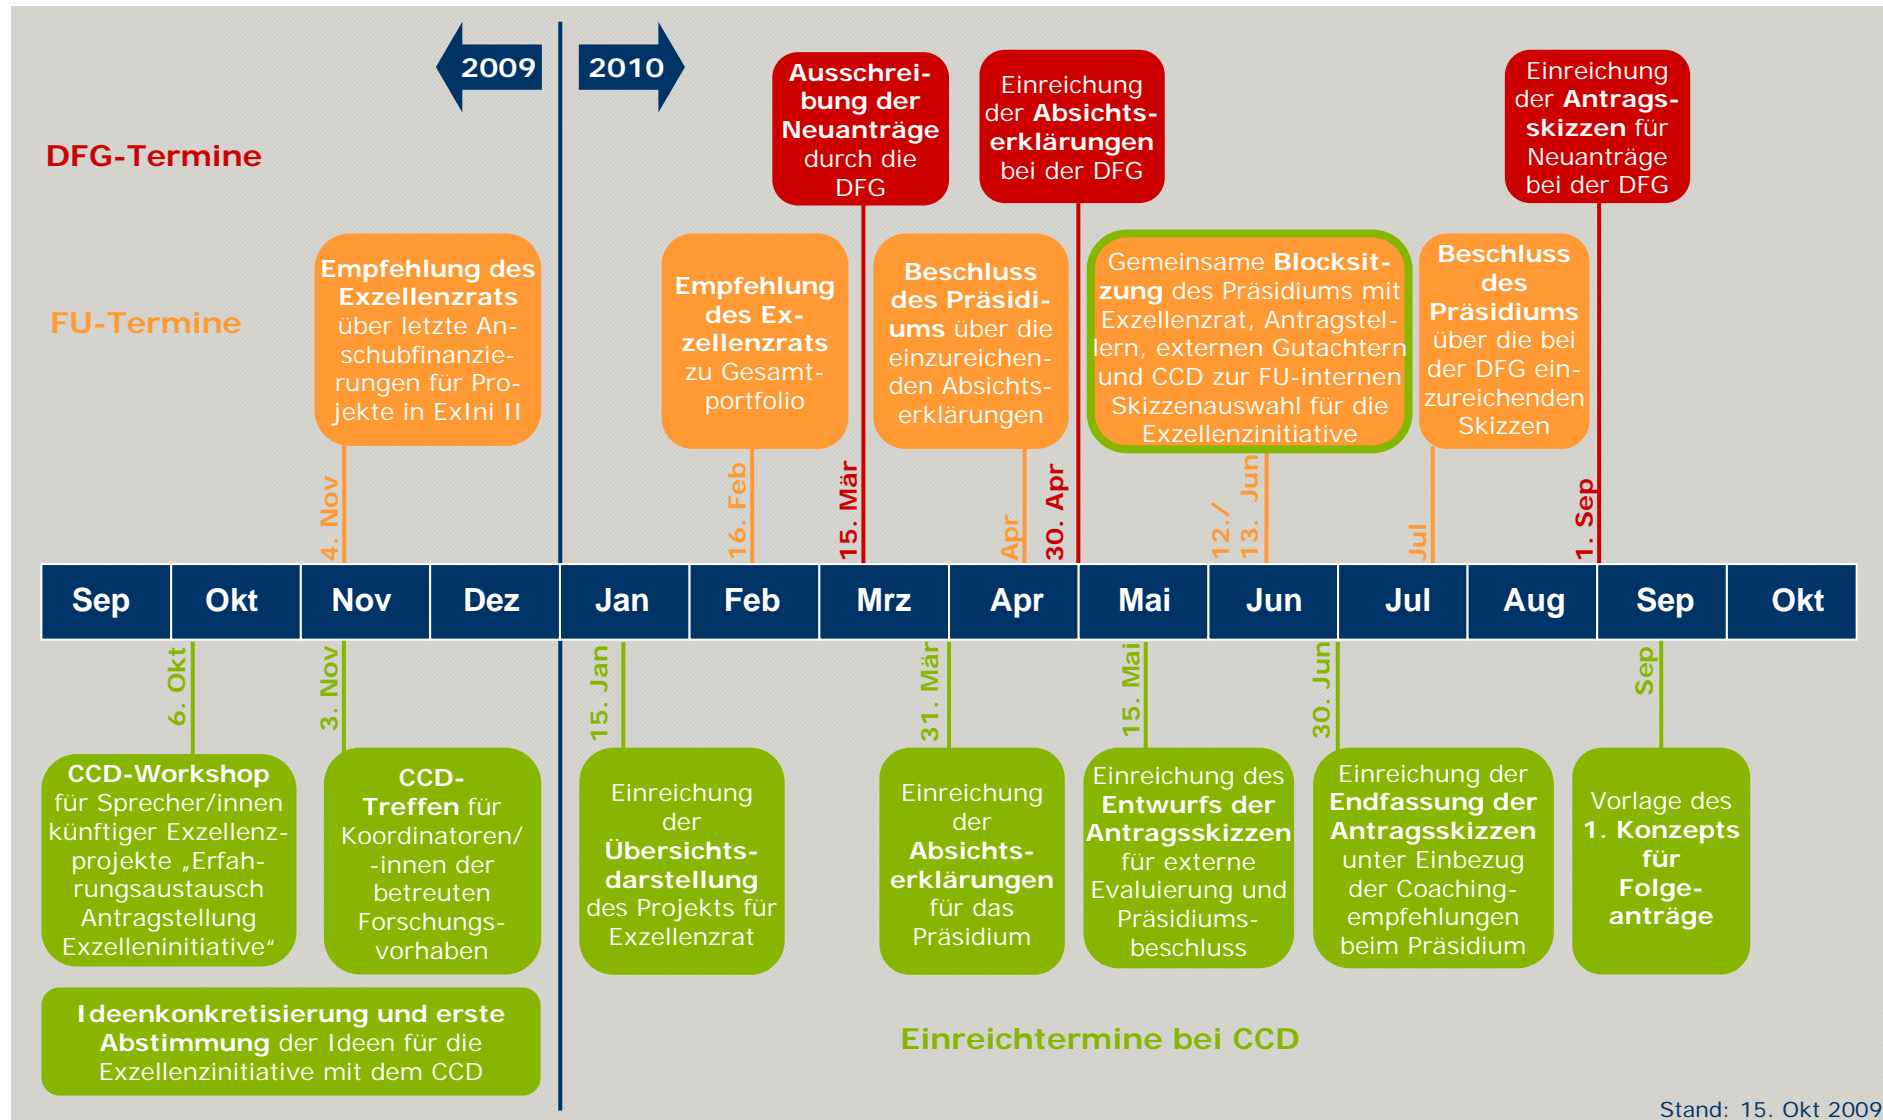 2009
2010
DFG-Termine
Ausschrei-
bung der
Neuanträge
durch die
DFG
Einreichung
der Absichts-
erklärungen
bei der DFG
Einreichung
der Antrags-
skizzen für
Neuanträge
bei der DFG
FU-Termine
Empfehlung des
Exzellenzrats
über letzte An-
schubfinanzie-
rungen für Pro-
jekte in ExIni II
Empfehlung
des Ex-
zellenzrats
zu Gesamt-
portfolio
Beschluss
des Präsidi-
ums über die
einzureichen-
den Absichts-
erklärungen
Gemeinsame Blocksit-
zung des Präsidiums mit
Exzellenzrat, Antragstel-
lern, externen Gutachtern
und CCD zur FU-internen
Skizzenauswahl für die
Exzellenzinitiative
Beschluss
des
Präsidiums
über die bei
der DFG ein-
zureichenden
Skizzen
4. Nov
16. Feb
15. Mär
Apr
30. Apr
12./
13. Jun
Jul
1. Sep
Sep Okt Nov Dez Jan Feb Mrz Apr Mai Jun Jul Aug Sep Okt
6. Okt
3. Nov
15. Jan
31. Mär
15. Mai
30. Jun
Sep
CCD-Workshop
für Sprecher/innen
künftiger Exzellenz-
projekte „Erfah-
rungsaustausch
Antragstellung
Exzelleninitiative“
CCD-
Treffen für
Koordinatoren/
-innen der
betreuten
Forschungs-
vorhaben
Einreichung
der
Übersichts-
darstellung
des Projekts für
Exzellenzrat
Einreichung
der
Absichts-
erklärungen
für das
Präsidium
Einreichung des
Entwurfs der
Antragsskizzen
für externe
Evaluierung und
Präsidiums-
beschluss
Einreichung der
Endfassung der
Antragsskizzen
unter Einbezug
der Coaching-
empfehlungen
beim Präsidium
Vorlage des
1. Konzepts
für
Folge-
anträge
Ideenkonkretisierung und erste
Abstimmung der Ideen für die
Exzellenzinitiative mit dem CCD
Einreichtermine bei CCD
Stand: 15. Okt 2009